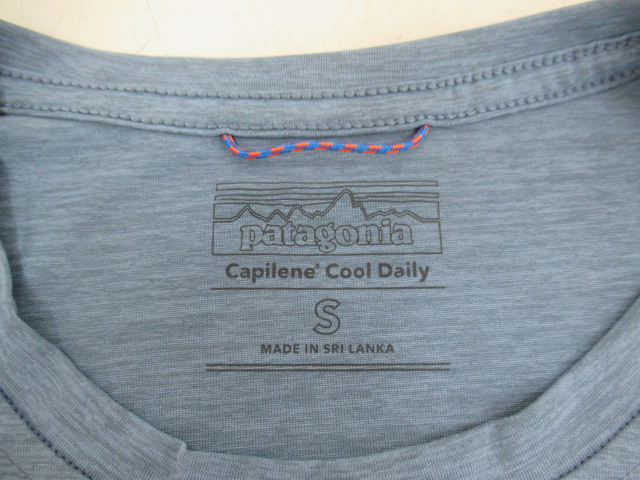 patagonia
Capilene® Cool Daily
S
MADE IN SRI LANKA